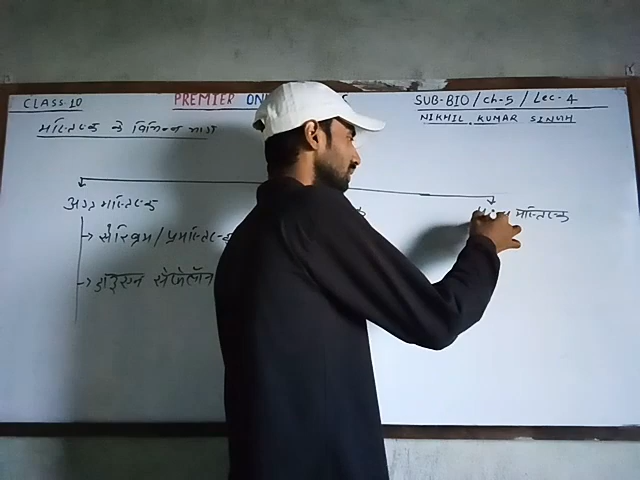 CLASS-10
PREMIER ON
SUB-BIO/ch-5/Lec-4
NIKHIL KUMAR SINGH
मस्तिष्क के विभिन्न भाग
अग्र मस्तिष्क
मस्तिष्क
सेरिब्रम/प्रमस्तिष्क